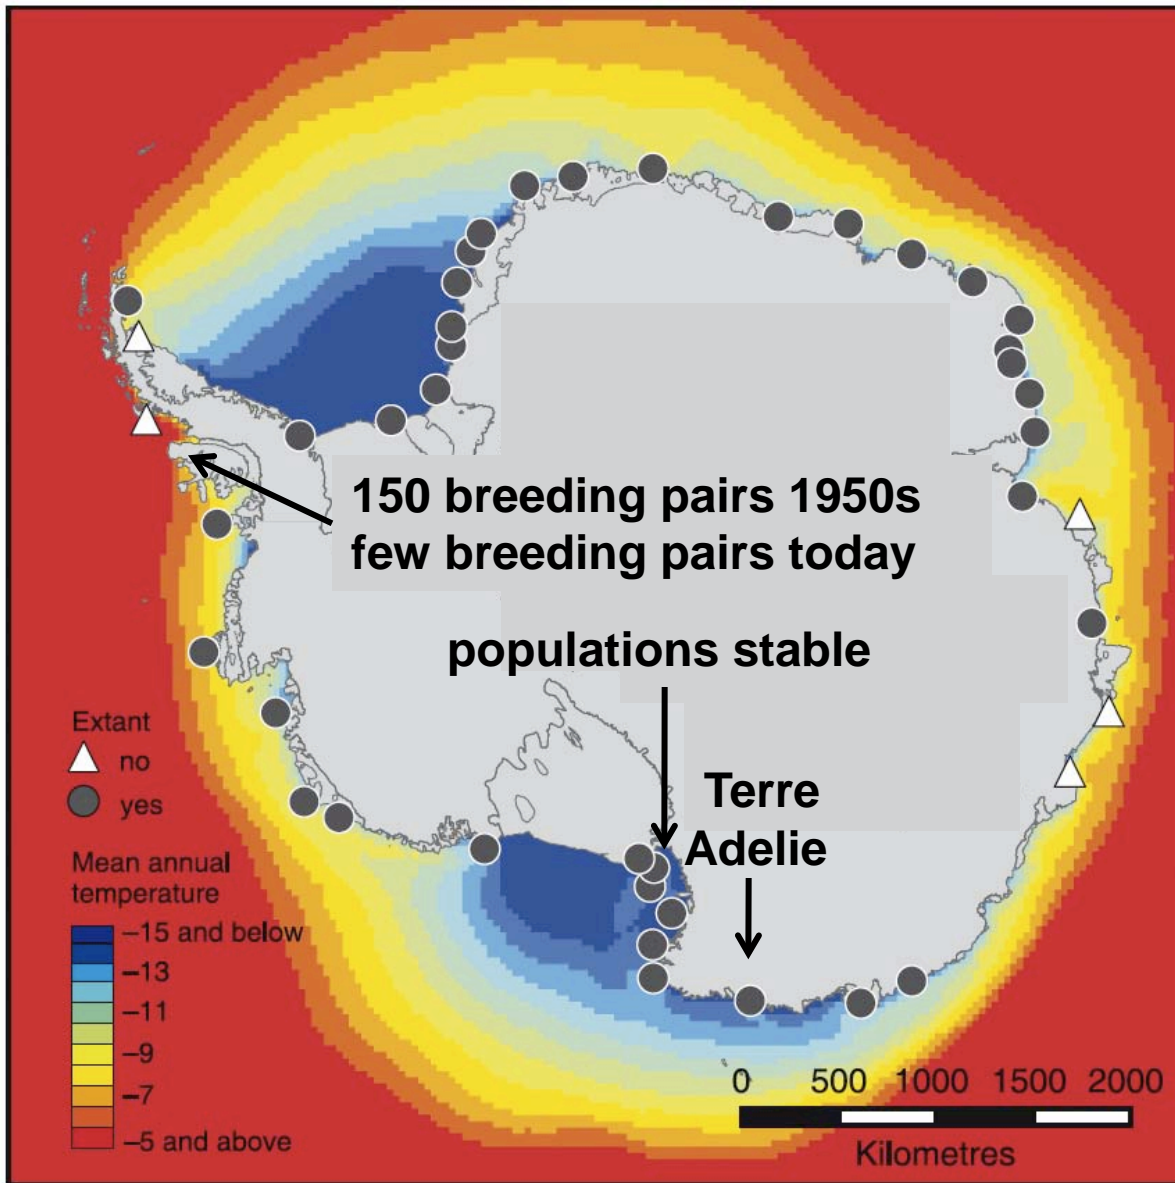 150 breeding pairs 1950s
few breeding pairs today
populations stable
Terre
Adelie
Extant
no
yes
Mean annual
temperature
–15 and below
–13
–11
–9
–7
–5 and above
0 500 1000 1500 2000
Kilometres